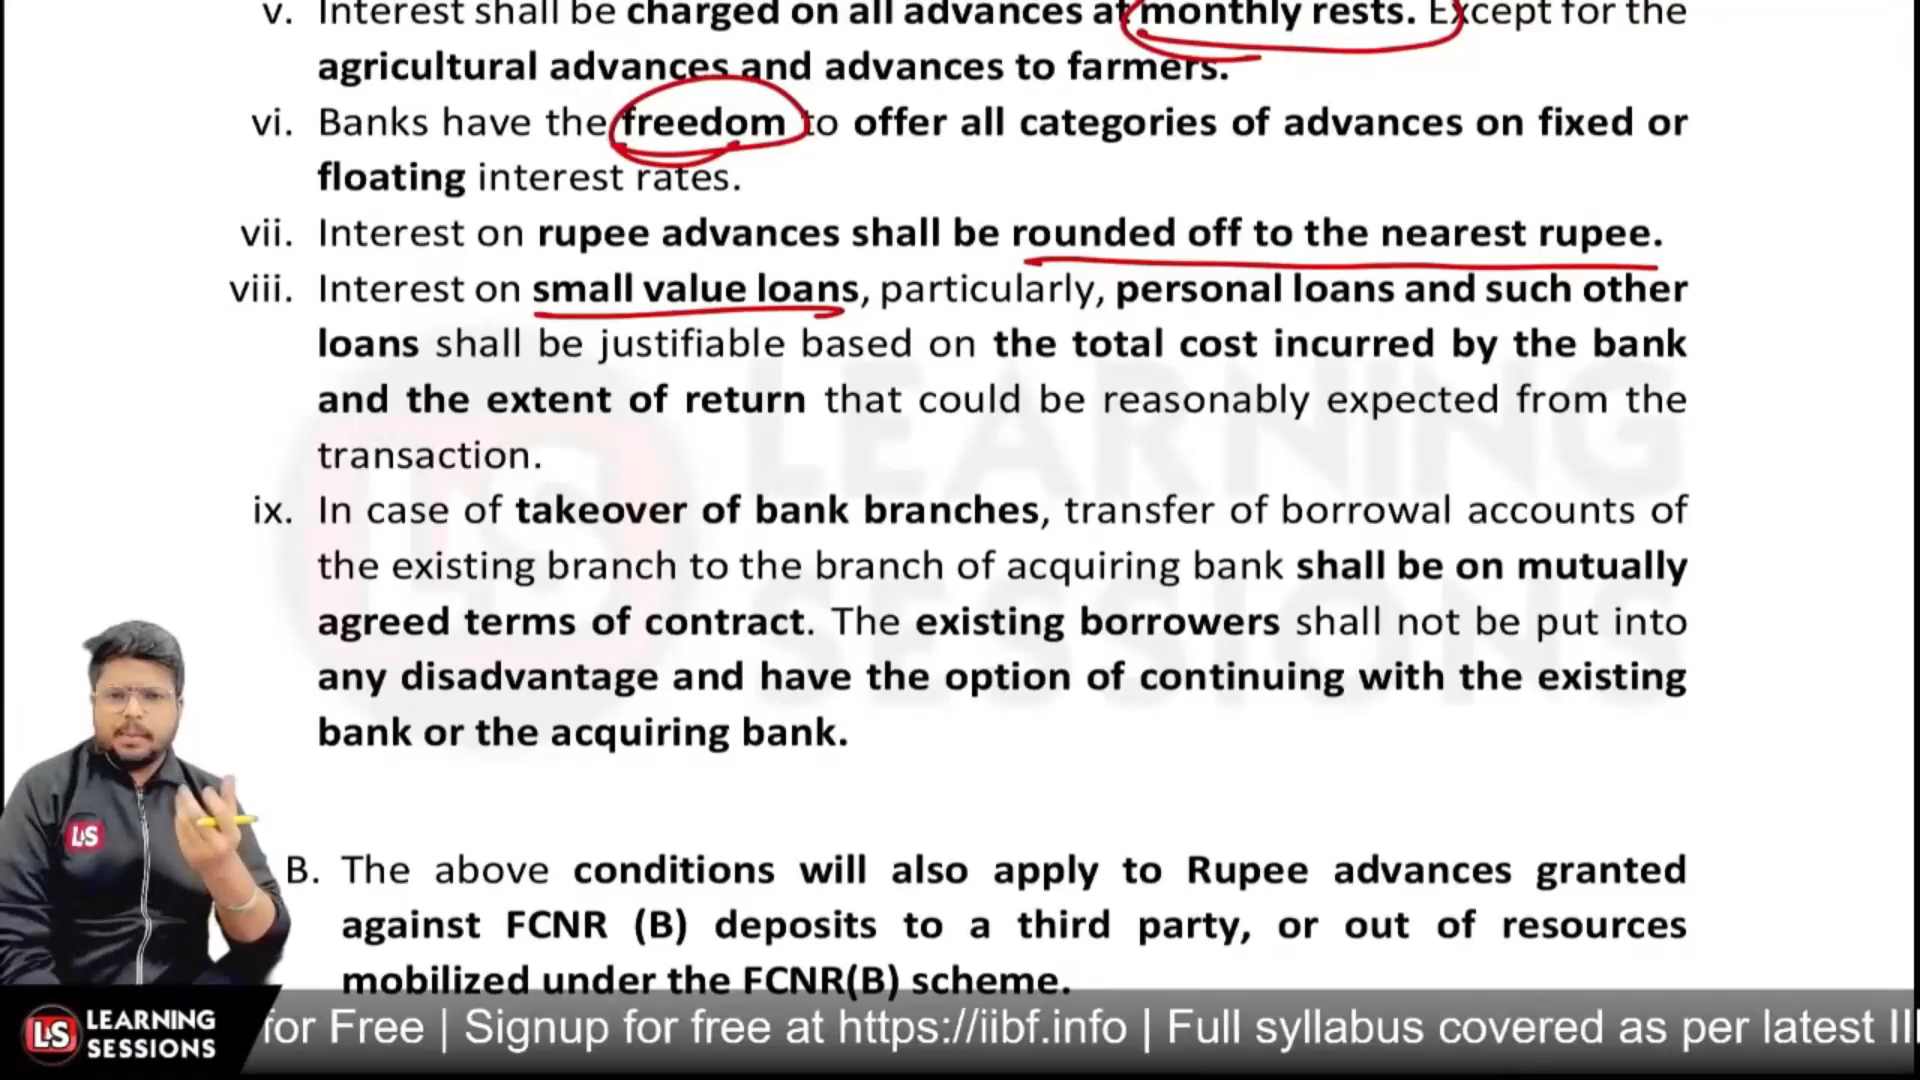 v. Interest shall be charged on all advances at monthly rests. Except for the
agricultural advances and advances to farmers.
vi. Banks have the freedom to offer all categories of advances on fixed or
floating interest rates.
vii. Interest on rupee advances shall be rounded off to the nearest rupee.
viii. Interest on small value loans, particularly, personal loans and such other
loans shall be justifiable based on the total cost incurred by the bank
and the extent of return that could be reasonably expected from the
transaction.
ix. In case of takeover of bank branches, transfer of borrowal accounts of
the existing branch to the branch of acquiring bank shall be on mutually
agreed terms of contract. The existing borrowers shall not be put into
any disadvantage and have the option of continuing with the existing
bank or the acquiring bank.
B. The above conditions will also apply to Rupee advances granted
against FCNR (B) deposits to a third party, or out of resources
mobilized under the FCNR(B) scheme.
LS
LEARNING
SESSIONS
LS
LS LEARNING
SESSIONS
for Free | Signup for free at https://iibf.info | Full syllabus covered as per latest II